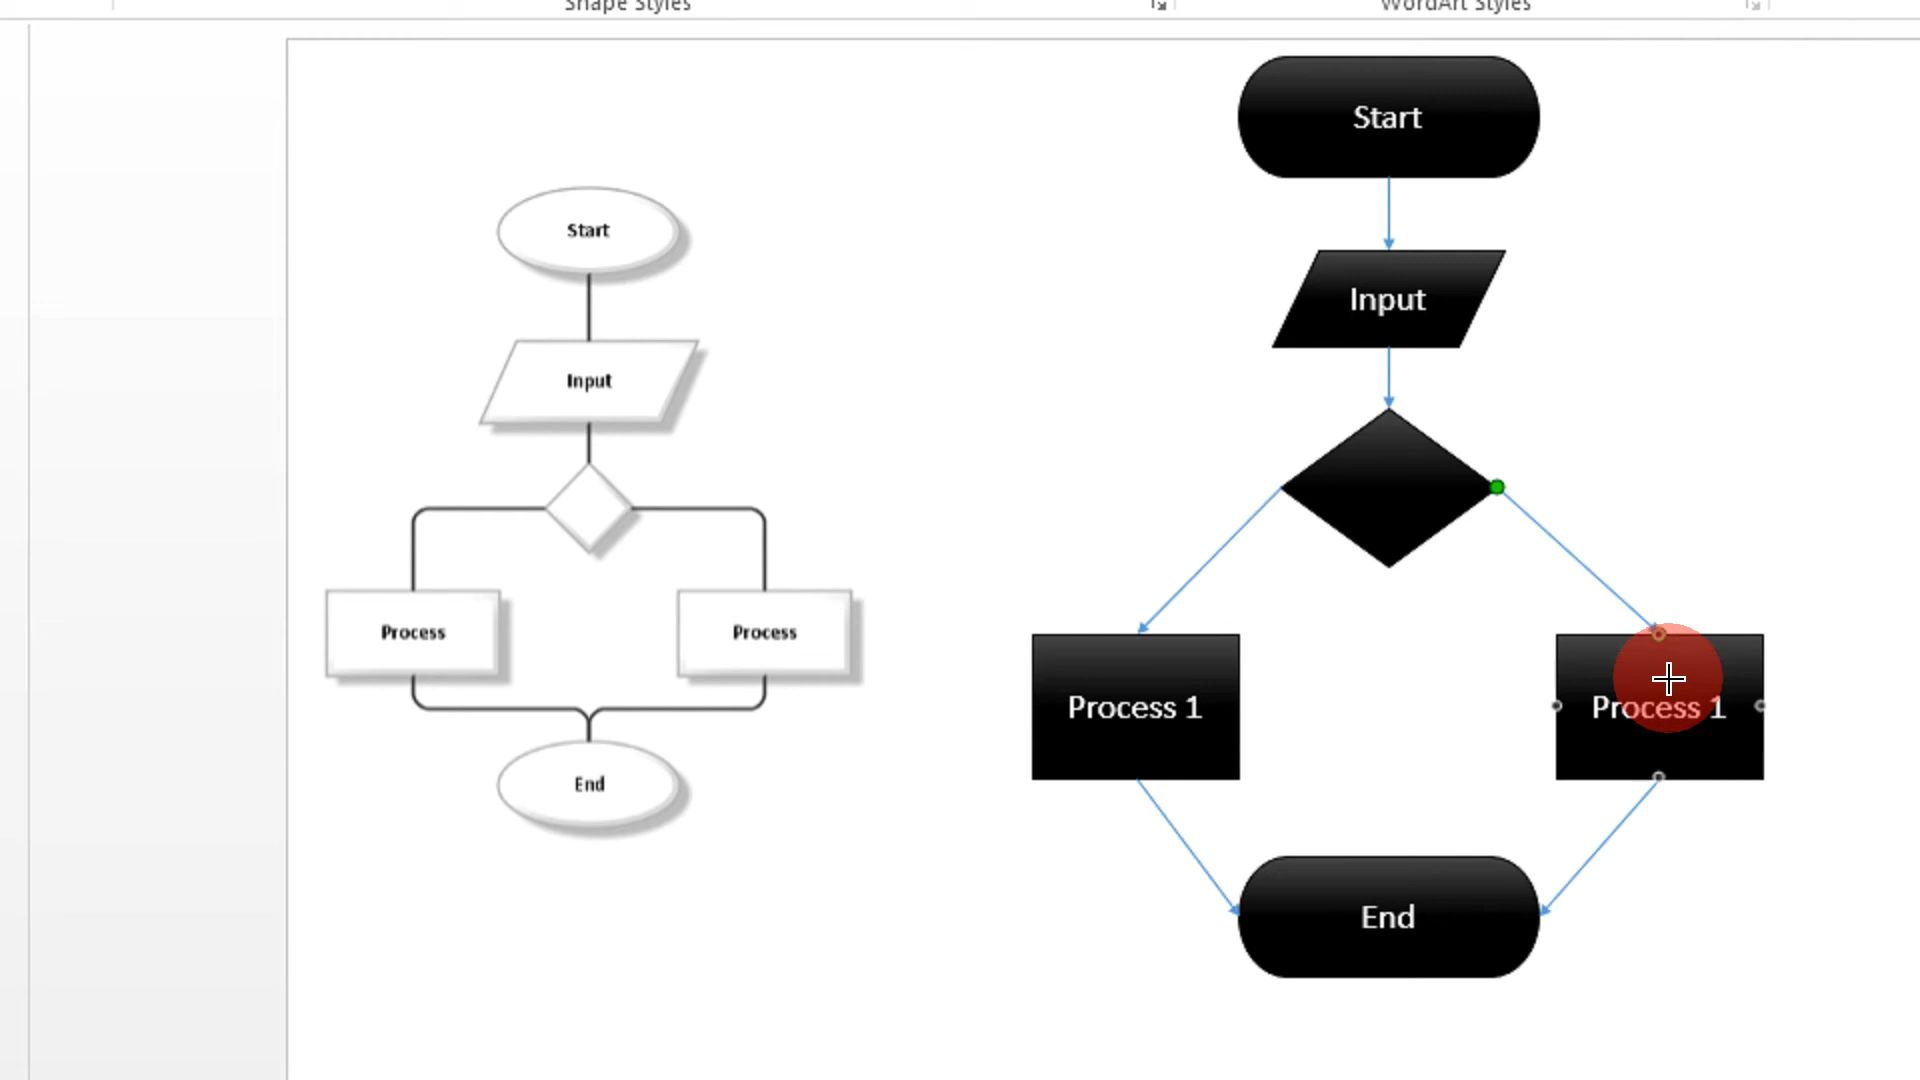 Shape Styles
WordArt Styles
Start
Input
Process
Process
End
Start
Input
Process 1
Process 1
End